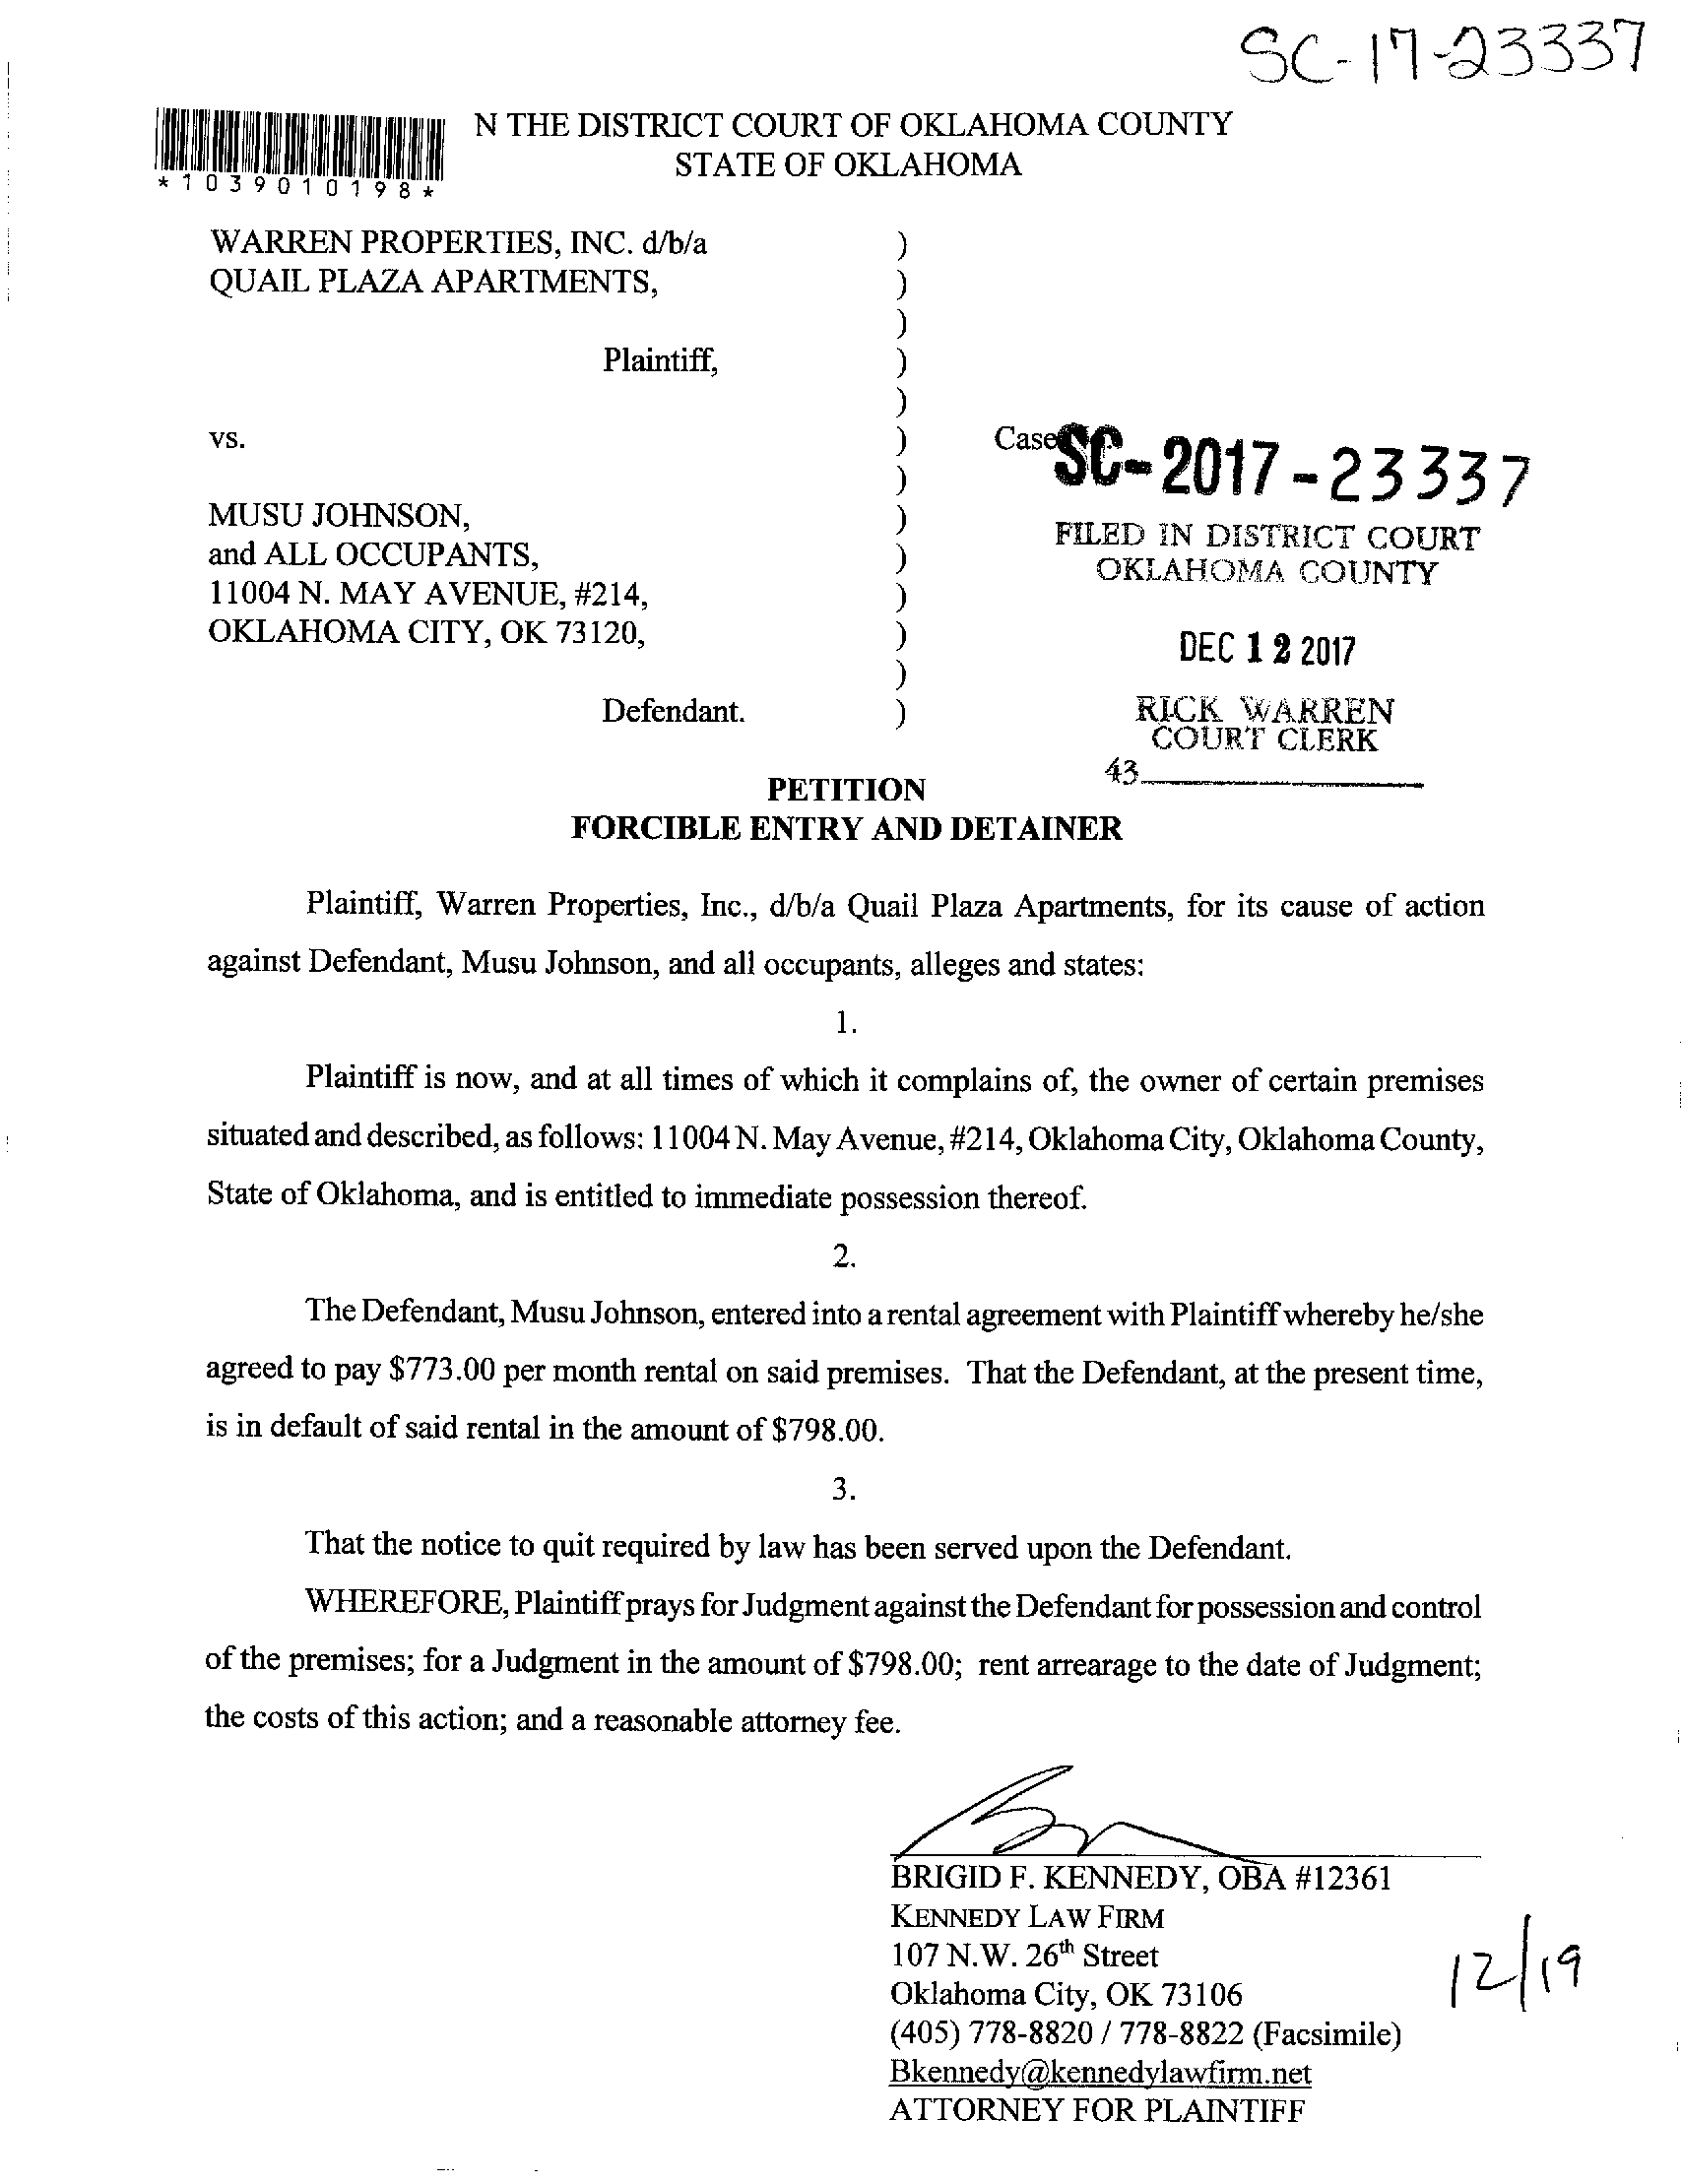 SC-17-23337
N THE DISTRICT COURT OF OKLAHOMA COUNTY
STATE OF OKLAHOMA
*1039010198*
WARREN PROPERTIES, INC. d/b/a )
QUAIL PLAZA APARTMENTS, )
)
Plaintiff, )
)
vs. )
Case SC-2017-23337
)
MUSU JOHNSON, )
and ALL OCCUPANTS, )
11004 N. MAY AVENUE, #214, )
OKLAHOMA CITY, OK 73120, )
)
Defendant. )
FILED IN DISTRICT COURT
OKLAHOMA COUNTY
DEC 12 2017
RICK WARREN
COURT CLERK
43
PETITION
FORCIBLE ENTRY AND DETAINER
Plaintiff, Warren Properties, Inc., d/b/a Quail Plaza Apartments, for its cause of action
against Defendant, Musu Johnson, and all occupants, alleges and states:
1.
Plaintiff is now, and at all times of which it complains of, the owner of certain premises
situated and described, as follows: 11004 N. May Avenue, #214, Oklahoma City, Oklahoma County,
State of Oklahoma, and is entitled to immediate possession thereof.
2.
The Defendant, Musu Johnson, entered into a rental agreement with Plaintiff whereby he/she
agreed to pay $773.00 per month rental on said premises. That the Defendant, at the present time,
is in default of said rental in the amount of $798.00.
3.
That the notice to quit required by law has been served upon the Defendant.
WHEREFORE, Plaintiff prays for Judgment against the Defendant for possession and control
of the premises; for a Judgment in the amount of $798.00; rent arrearage to the date of Judgment;
the costs of this action; and a reasonable attorney fee.
BRIGID F. KENNEDY, OBA #12361
KENNEDY LAW FIRM
107 N.W. 26th Street
Oklahoma City, OK 73106
(405) 778-8820 / 778-8822 (Facsimile)
Bkennedy@kennedylawfirm.net
ATTORNEY FOR PLAINTIFF
12/19